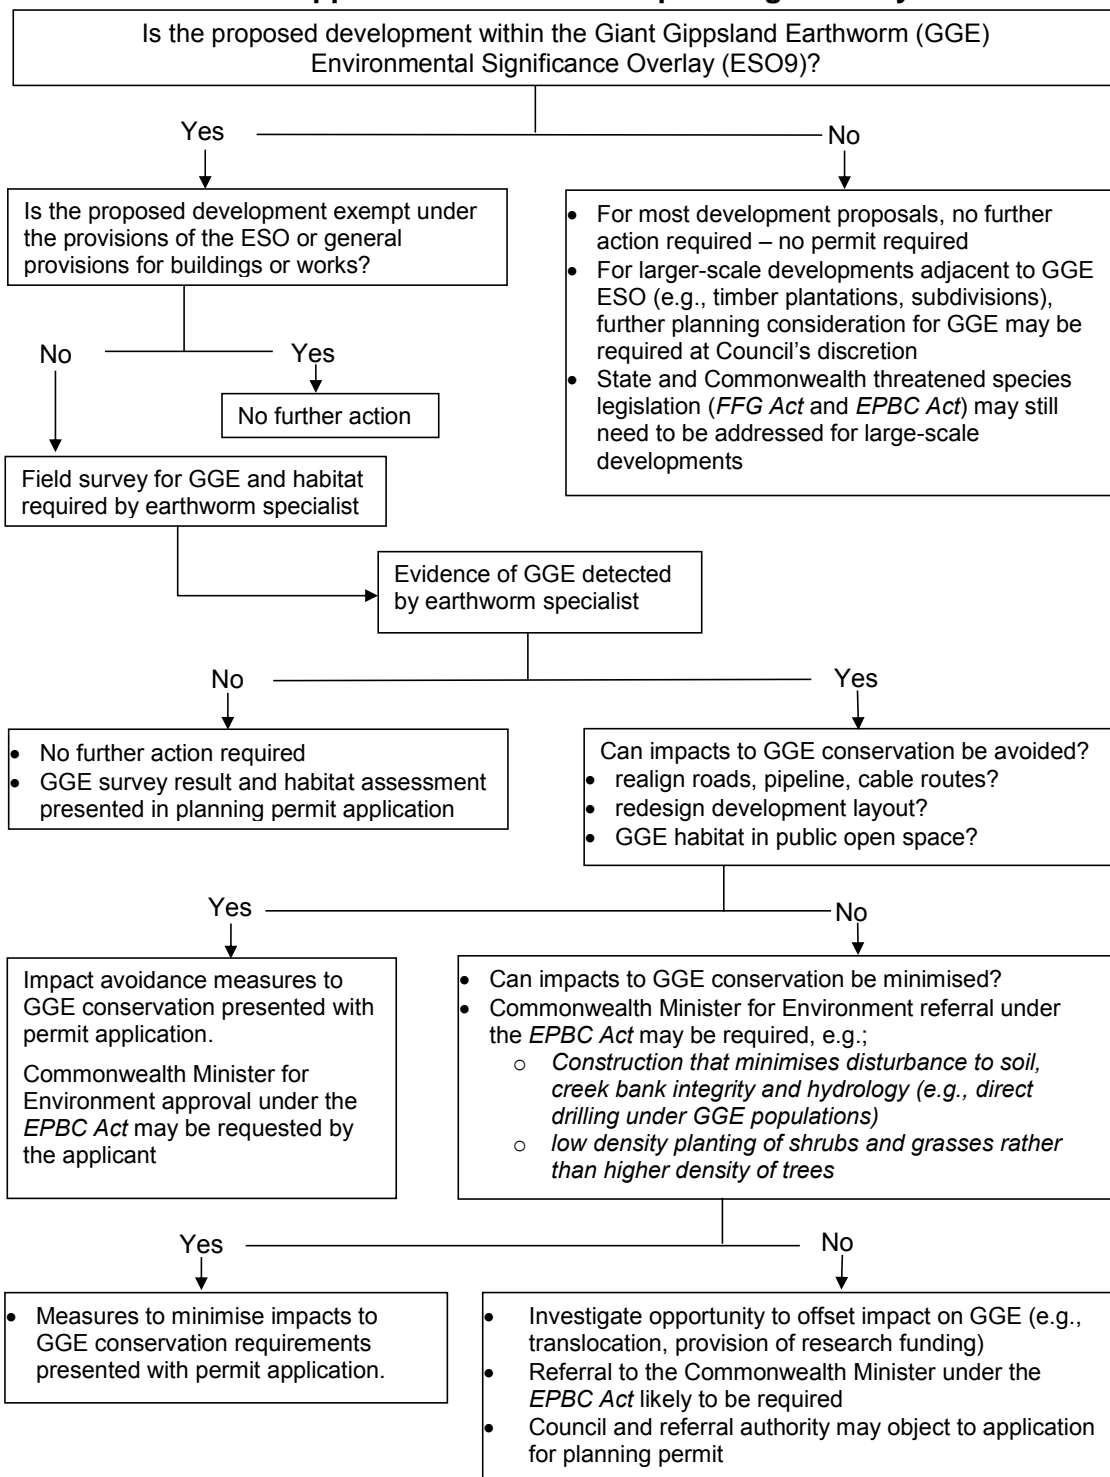 Is the proposed development within the Giant Gippsland Earthworm (GGE)
Environmental Significance Overlay (ESO9)?
Yes
No
Is the proposed development exempt under
the provisions of the ESO or general
provisions for buildings or works?
• For most development proposals, no further
action required – no permit required
• For larger-scale developments adjacent to GGE
ESO (e.g., timber plantations, subdivisions),
further planning consideration for GGE may be
required at Council's discretion
• State and Commonwealth threatened species
legislation (FFG Act and EPBC Act) may still
need to be addressed for large-scale
developments
No
Yes
No further action
Field survey for GGE and habitat
required by earthworm specialist
Evidence of GGE detected
by earthworm specialist
No
Yes
• No further action required
• GGE survey result and habitat assessment
presented in planning permit application
Can impacts to GGE conservation be avoided?
• realign roads, pipeline, cable routes?
• redesign development layout?
• GGE habitat in public open space?
Yes
No
Impact avoidance measures to
GGE conservation presented with
permit application.
Commonwealth Minister for
Environment approval under the
EPBC Act may be requested by
the applicant
• Can impacts to GGE conservation be minimised?
• Commonwealth Minister for Environment referral under
the EPBC Act may be required, e.g.;
o Construction that minimises disturbance to soil,
creek bank integrity and hydrology (e.g., direct
drilling under GGE populations)
o low density planting of shrubs and grasses rather
than higher density of trees
Yes
No
• Measures to minimise impacts to
GGE conservation requirements
presented with permit application.
• Investigate opportunity to offset impact on GGE (e.g.,
translocation, provision of research funding)
• Referral to the Commonwealth Minister under the
EPBC Act likely to be required
• Council and referral authority may object to application
for planning permit